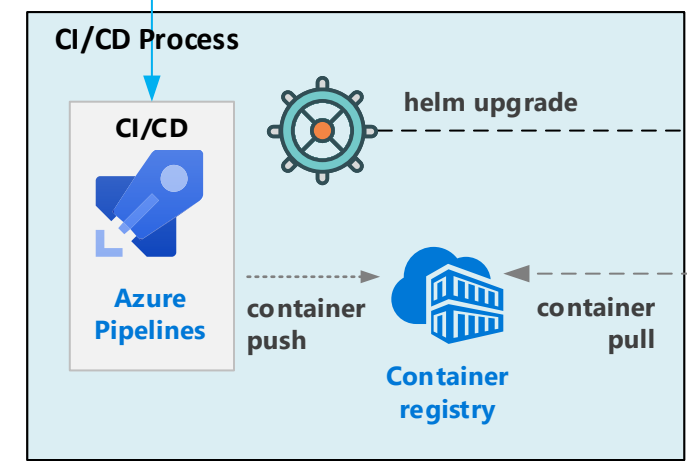 CI/CD Process
CI/CD
helm upgrade
Azure
Pipelines
container
push
container
pull
Container
registry